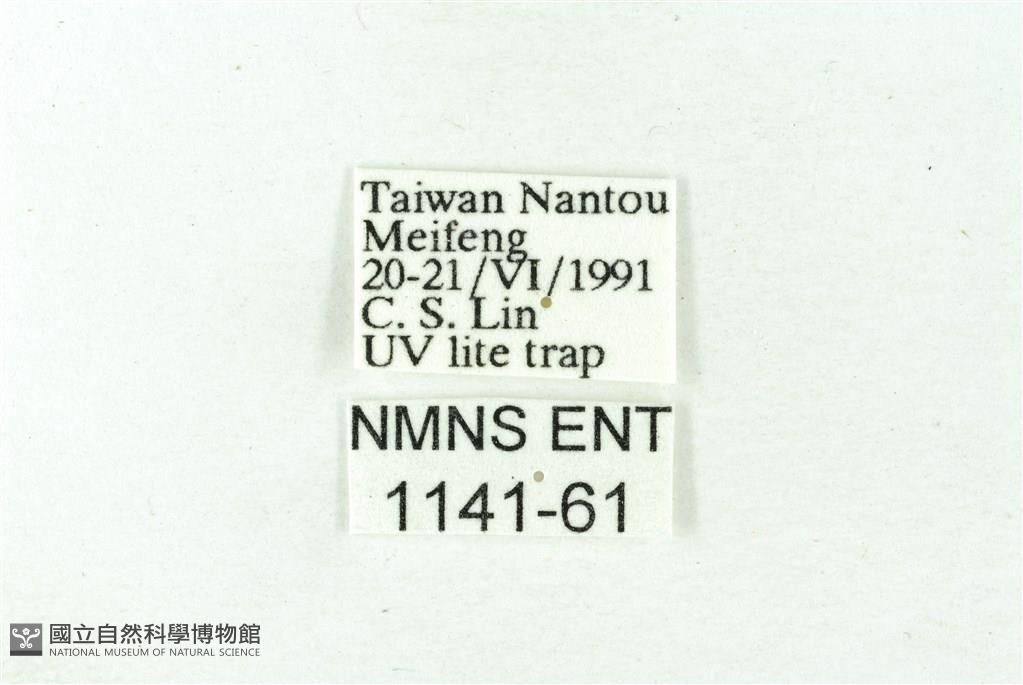 Taiwan Nantou
Meifeng
20-21/VI/1991
C. S. Lin
UV lite trap
NMNS ENT
1141-61
國立自然科學博物館
NATIONAL MUSEUM OF NATURAL SCIENCE